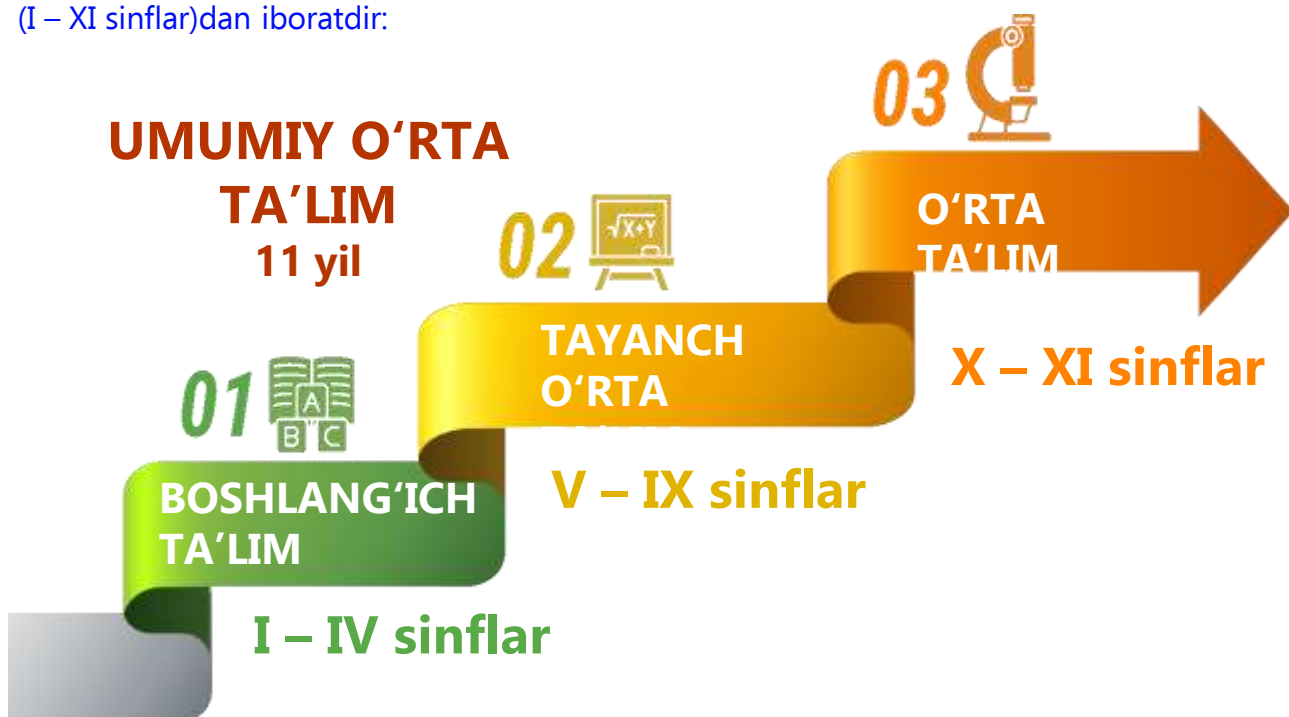 (I – XI sinflar)dan iboratdir:
03
UMUMIY O‘RTA
TA’LIM
11 yil
O‘RTA
TA’LIM
02
√X+Y
TAYANCH
O‘RTA
X – XI sinflar
01
A
B C
V – IX sinflar
BOSHLANG‘ICH
TA’LIM
I – IV sinflar